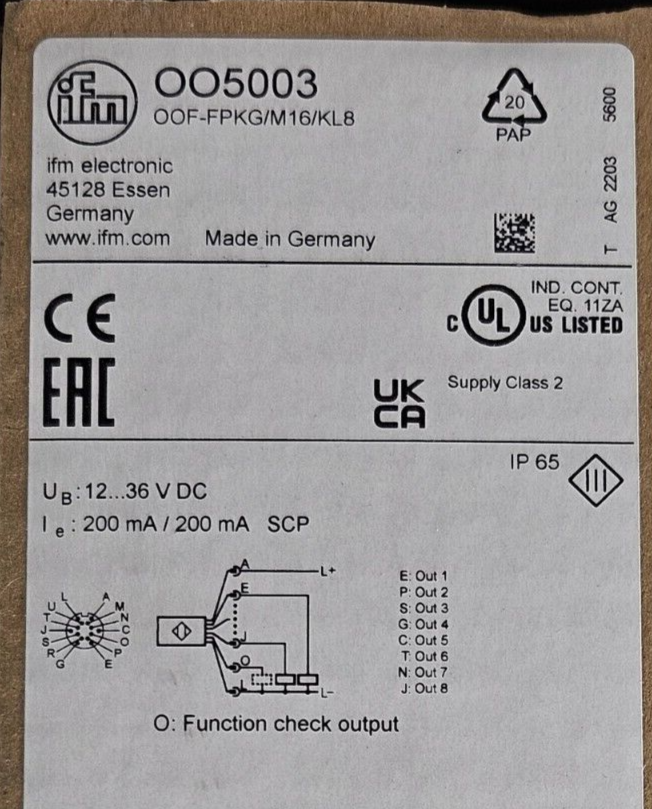 ifm
OO5003
OOF-FPKG/M16/KL8
20
PAP
ifm electronic
45128 Essen
Germany
www.ifm.com Made in Germany
T AG 2203 5600
CE
EAC
C UL US LISTED
IND. CONT.
EQ. 11ZA
UK
CA
Supply Class 2
IP 65
III
UB: 12...36 V DC
Ie: 200 mA / 200 mA SCP
L
U
T
J
S
R
G
A
M
N
C
O
P
E
A
L+
E
J
O
L
L-
E: Out 1
P: Out 2
S: Out 3
G: Out 4
C: Out 5
T: Out 6
N: Out 7
J: Out 8
O: Function check output